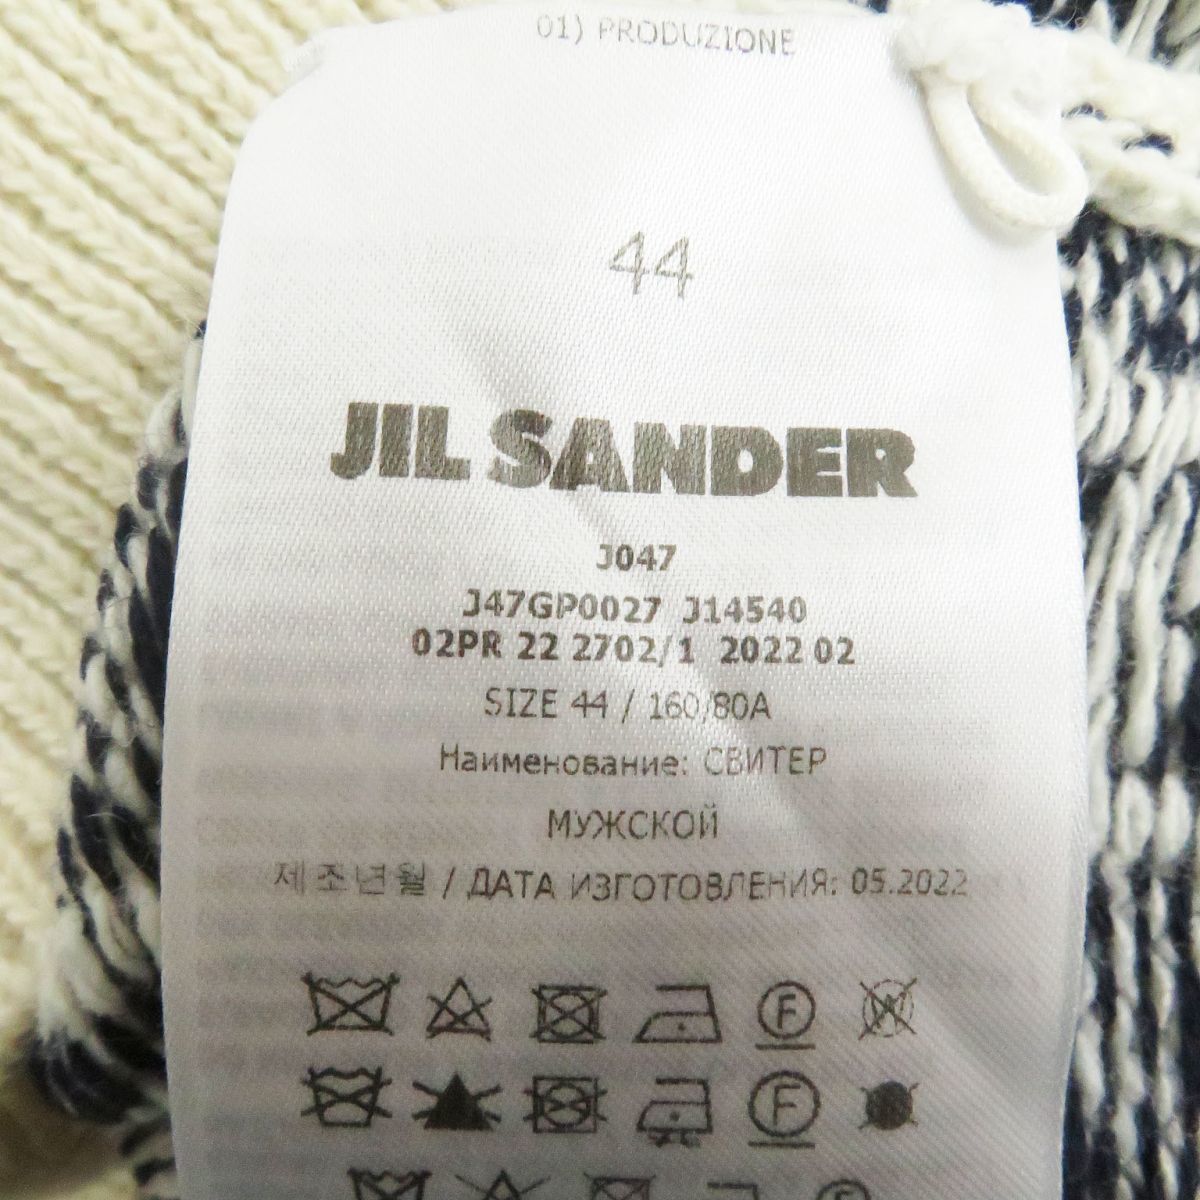 01) PRODUZIONE
44
JIL SANDER
J047
J47GP0027 J14540
02PR 22 2702/1 2022 02
SIZE 44 / 160/80A
Наименование: СВИТЕР
МУЖСКОЙ
제조년월 / ДАТА ИЗГОТОВЛЕНИЯ: 05.2022
F W
F
F